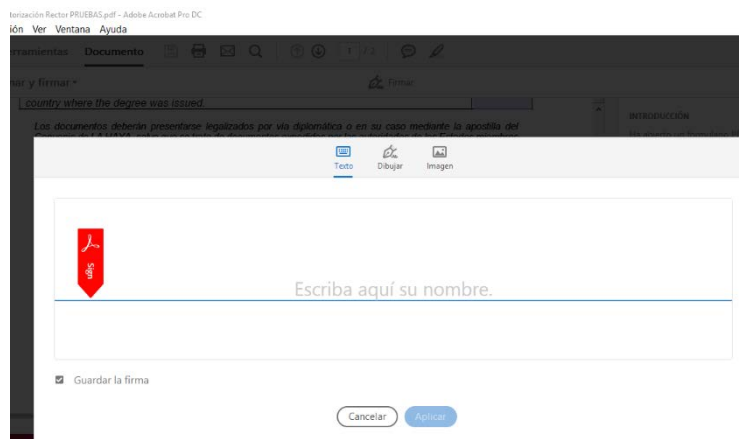 torización Rector PRUEBAS.pdf - Adobe Acrobat Pro DC
ión Ver Ventana Ayuda
erramientas Documento 1 / 2
nar y firmar Firmar
country where the degree was issued.
INTRODUCCIÓN
Los documentos deberán presentarse legalizados por vía diplomática o en su caso mediante la apostilla del
Texto Dibujar Imagen
Sign
Escriba aquí su nombre.
Guardar la firma
Cancelar Aplicar